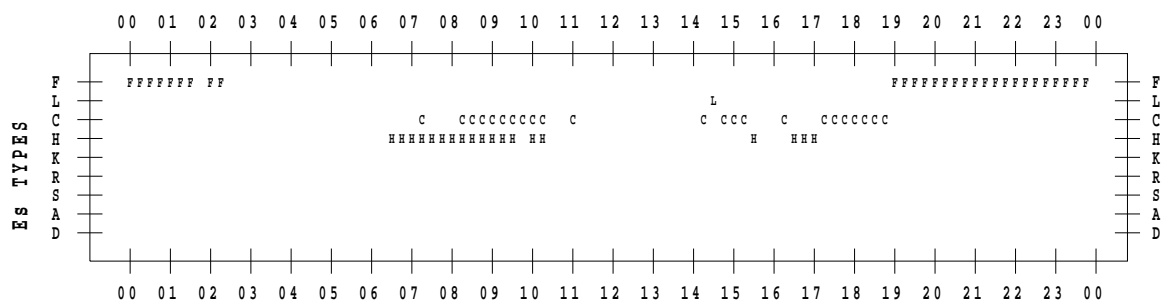 00 01 02 03 04 05 06 07 08 09 10 11 12 13 14 15 16 17 18 19 20 21 22 23 00
Es TYPES
F FFFFFFF FF FFFFFFFFFFFFFFFFFFFF F
L L L
C C CCCCCCCCC C C CCC C CCCCCCC C
H HHHHHHHHHHHHH HH H HHH H
K K
R R
S S
A A
D D
00 01 02 03 04 05 06 07 08 09 10 11 12 13 14 15 16 17 18 19 20 21 22 23 00